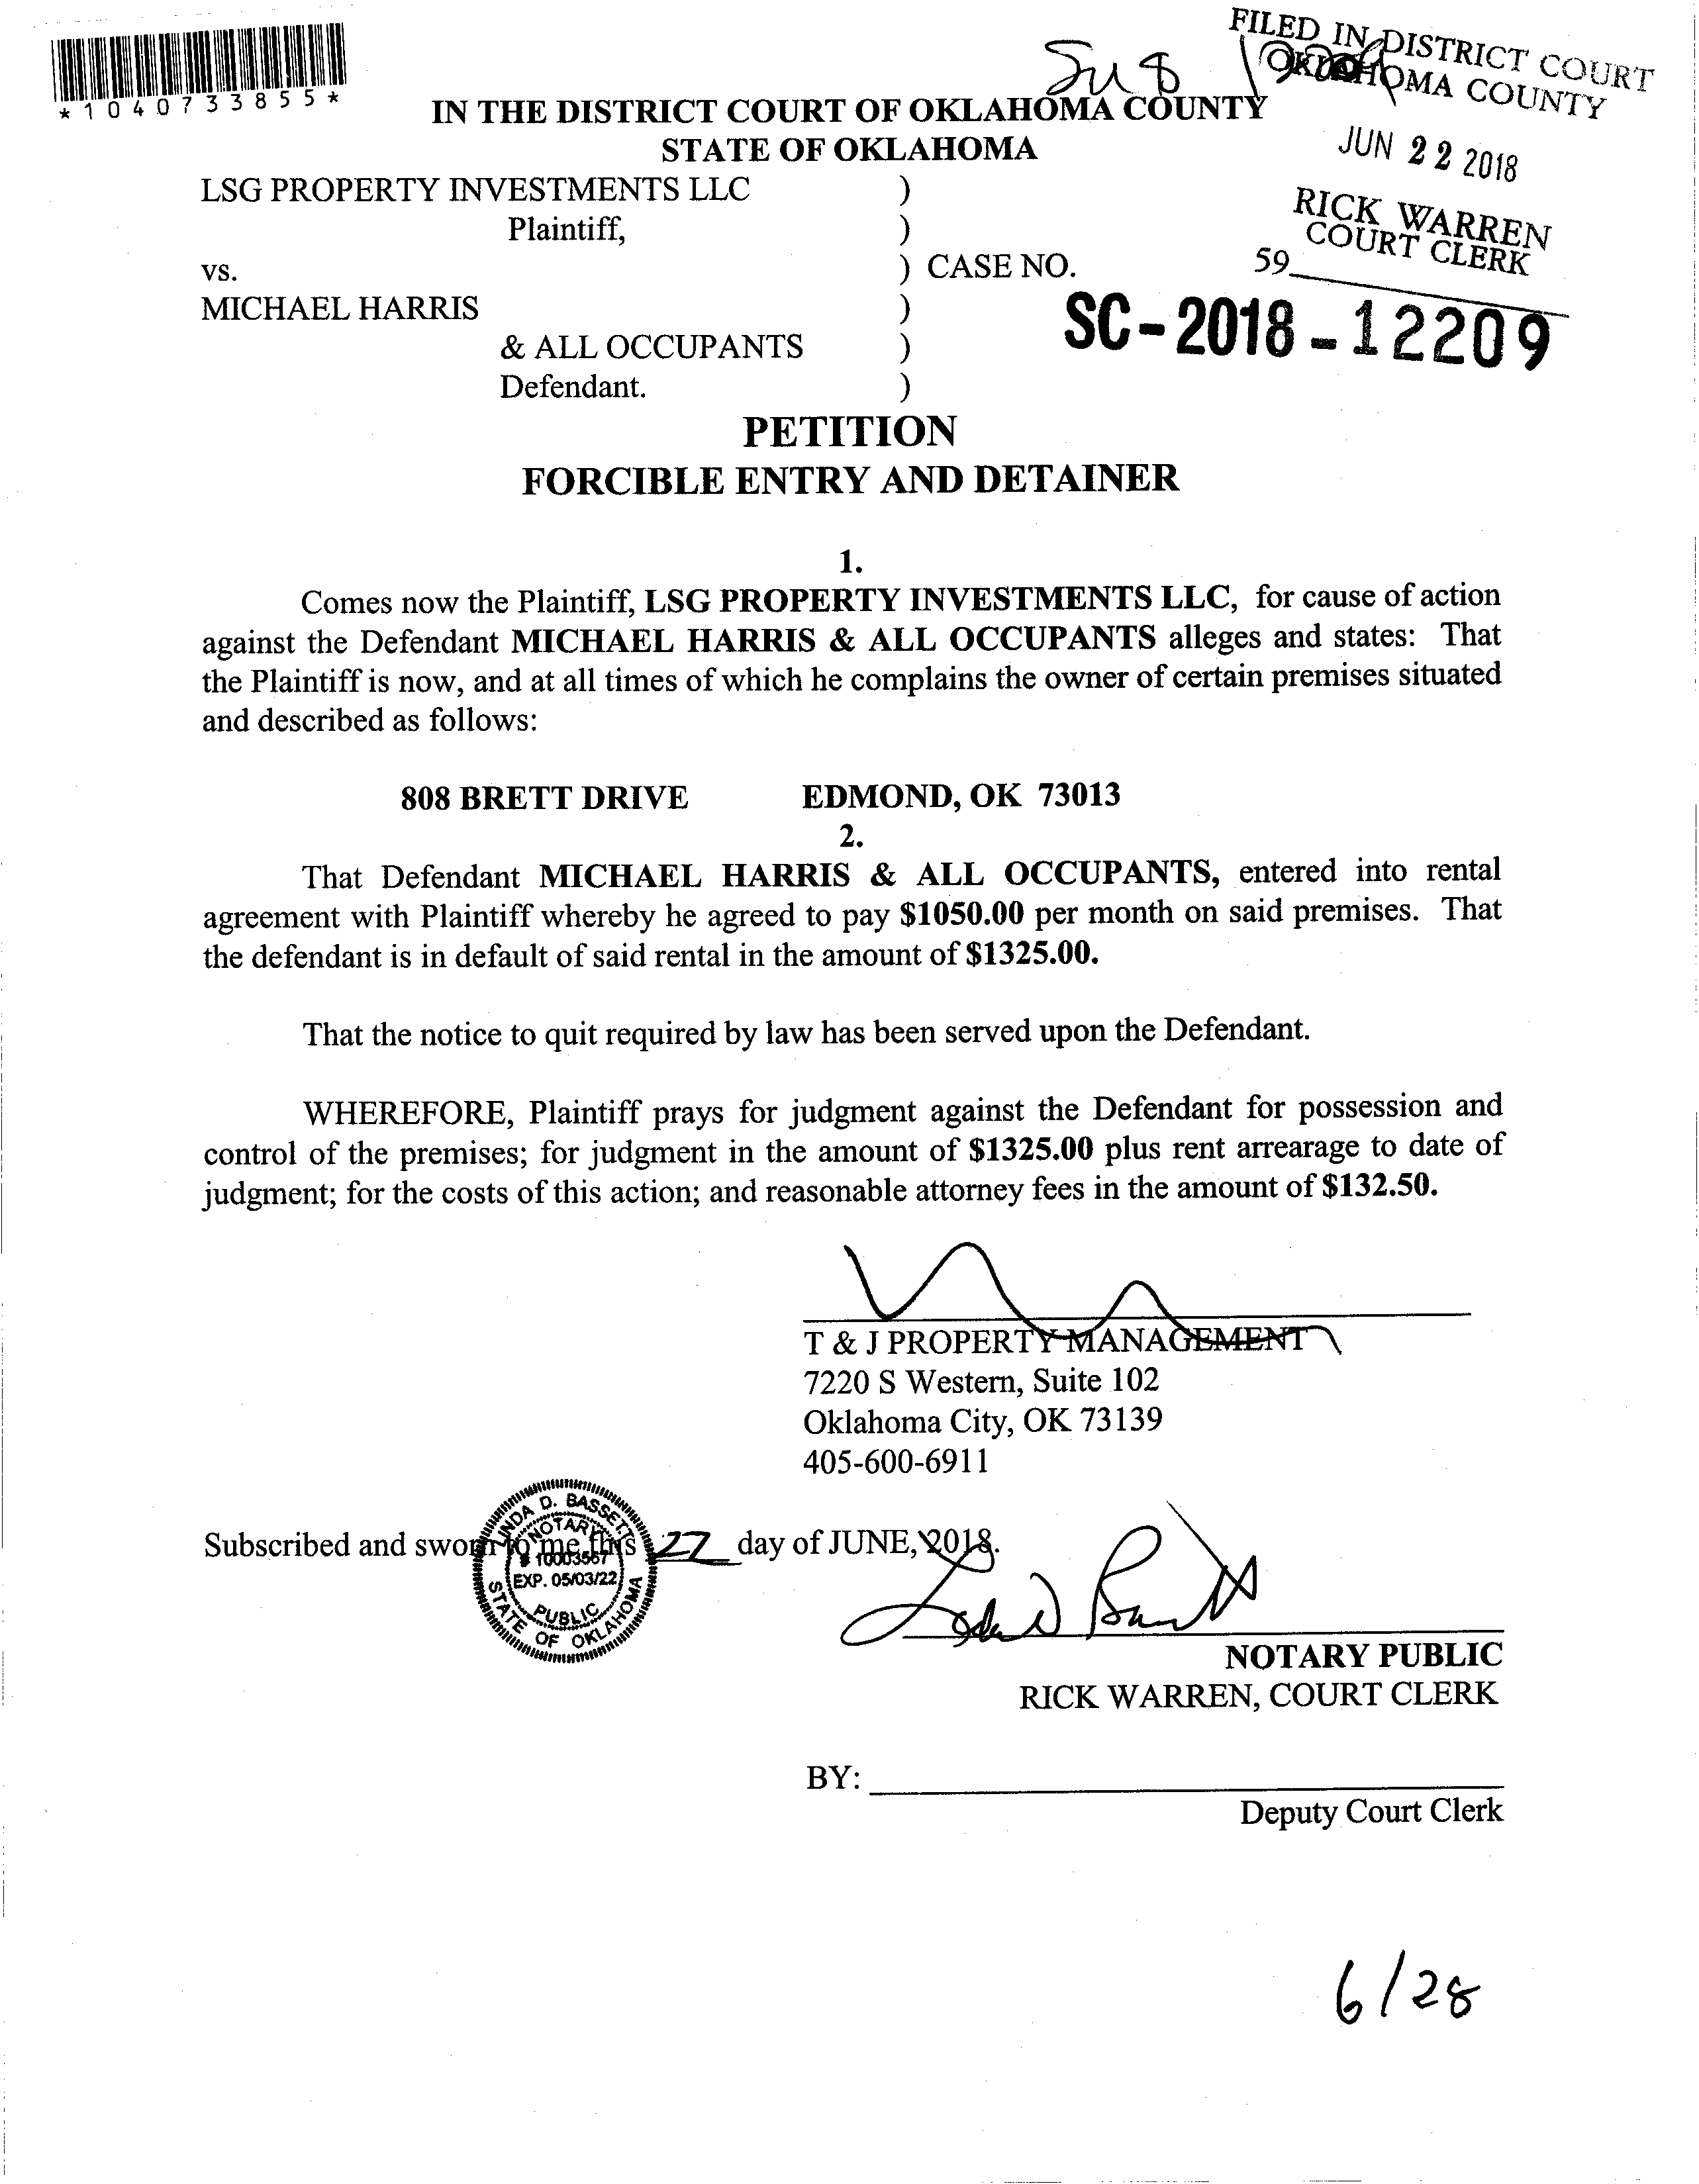 *1040733855*
FILED IN DISTRICT COURT
OKLAHOMA COUNTY
JUN 22 2018
RICK WARREN
COURT CLERK
59
IN THE DISTRICT COURT OF OKLAHOMA COUNTY
STATE OF OKLAHOMA
LSG PROPERTY INVESTMENTS LLC )
Plaintiff, )
vs. ) CASE NO.
SC-2018-12209
MICHAEL HARRIS )
& ALL OCCUPANTS )
Defendant. )
PETITION
FORCIBLE ENTRY AND DETAINER
1.
Comes now the Plaintiff, LSG PROPERTY INVESTMENTS LLC, for cause of action
against the Defendant MICHAEL HARRIS & ALL OCCUPANTS alleges and states: That
the Plaintiff is now, and at all times of which he complains the owner of certain premises situated
and described as follows:
808 BRETT DRIVE EDMOND, OK 73013
2.
That Defendant MICHAEL HARRIS & ALL OCCUPANTS, entered into rental
agreement with Plaintiff whereby he agreed to pay $1050.00 per month on said premises. That
the defendant is in default of said rental in the amount of $1325.00.
That the notice to quit required by law has been served upon the Defendant.
WHEREFORE, Plaintiff prays for judgment against the Defendant for possession and
control of the premises; for judgment in the amount of $1325.00 plus rent arrearage to date of
judgment; for the costs of this action; and reasonable attorney fees in the amount of $132.50.
T & J PROPERTY MANAGEMENT
7220 S Western, Suite 102
Oklahoma City, OK 73139
405-600-6911
Subscribed and sworn to me this 22 day of JUNE, 2018.
LINDA D. BASSETT
NOTARY
# 10003567
EXP. 05/03/22
PUBLIC
STATE OF OKLAHOMA
NOTARY PUBLIC
RICK WARREN, COURT CLERK
BY:
Deputy Court Clerk
6/28